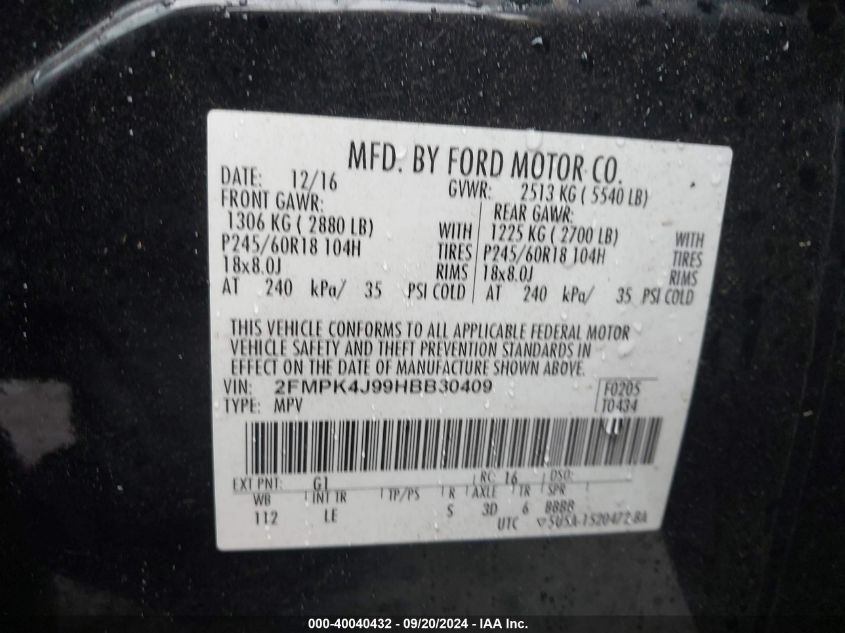 MFD. BY FORD MOTOR CO.
DATE: 12/16 GVWR: 2513 KG ( 5540 LB)
FRONT GAWR: REAR GAWR:
1306 KG ( 2880 LB) WITH 1225 KG ( 2700 LB) WITH
P245/60R18 104H TIRES P245/60R18 104H TIRES
18x8.0J RIMS 18x8.0J RIMS
AT 240 kPa/ 35 PSI COLD AT 240 kPa/ 35 PSI COLD
THIS VEHICLE CONFORMS TO ALL APPLICABLE FEDERAL MOTOR
VEHICLE SAFETY AND THEFT PREVENTION STANDARDS IN
EFFECT ON THE DATE OF MANUFACTURE SHOWN ABOVE.
VIN: 2FMPK4J99HBB30409 F0205
TYPE: MPV T0434
EXT PNT: G1 RC: 16 DSO:
WB INT TR TP/PS R AXLE TR SPR
112 LE S 3D 6 BBBB
UTC 5U5A-1520472-BA
000-40040432 - 09/20/2024 - IAA Inc.